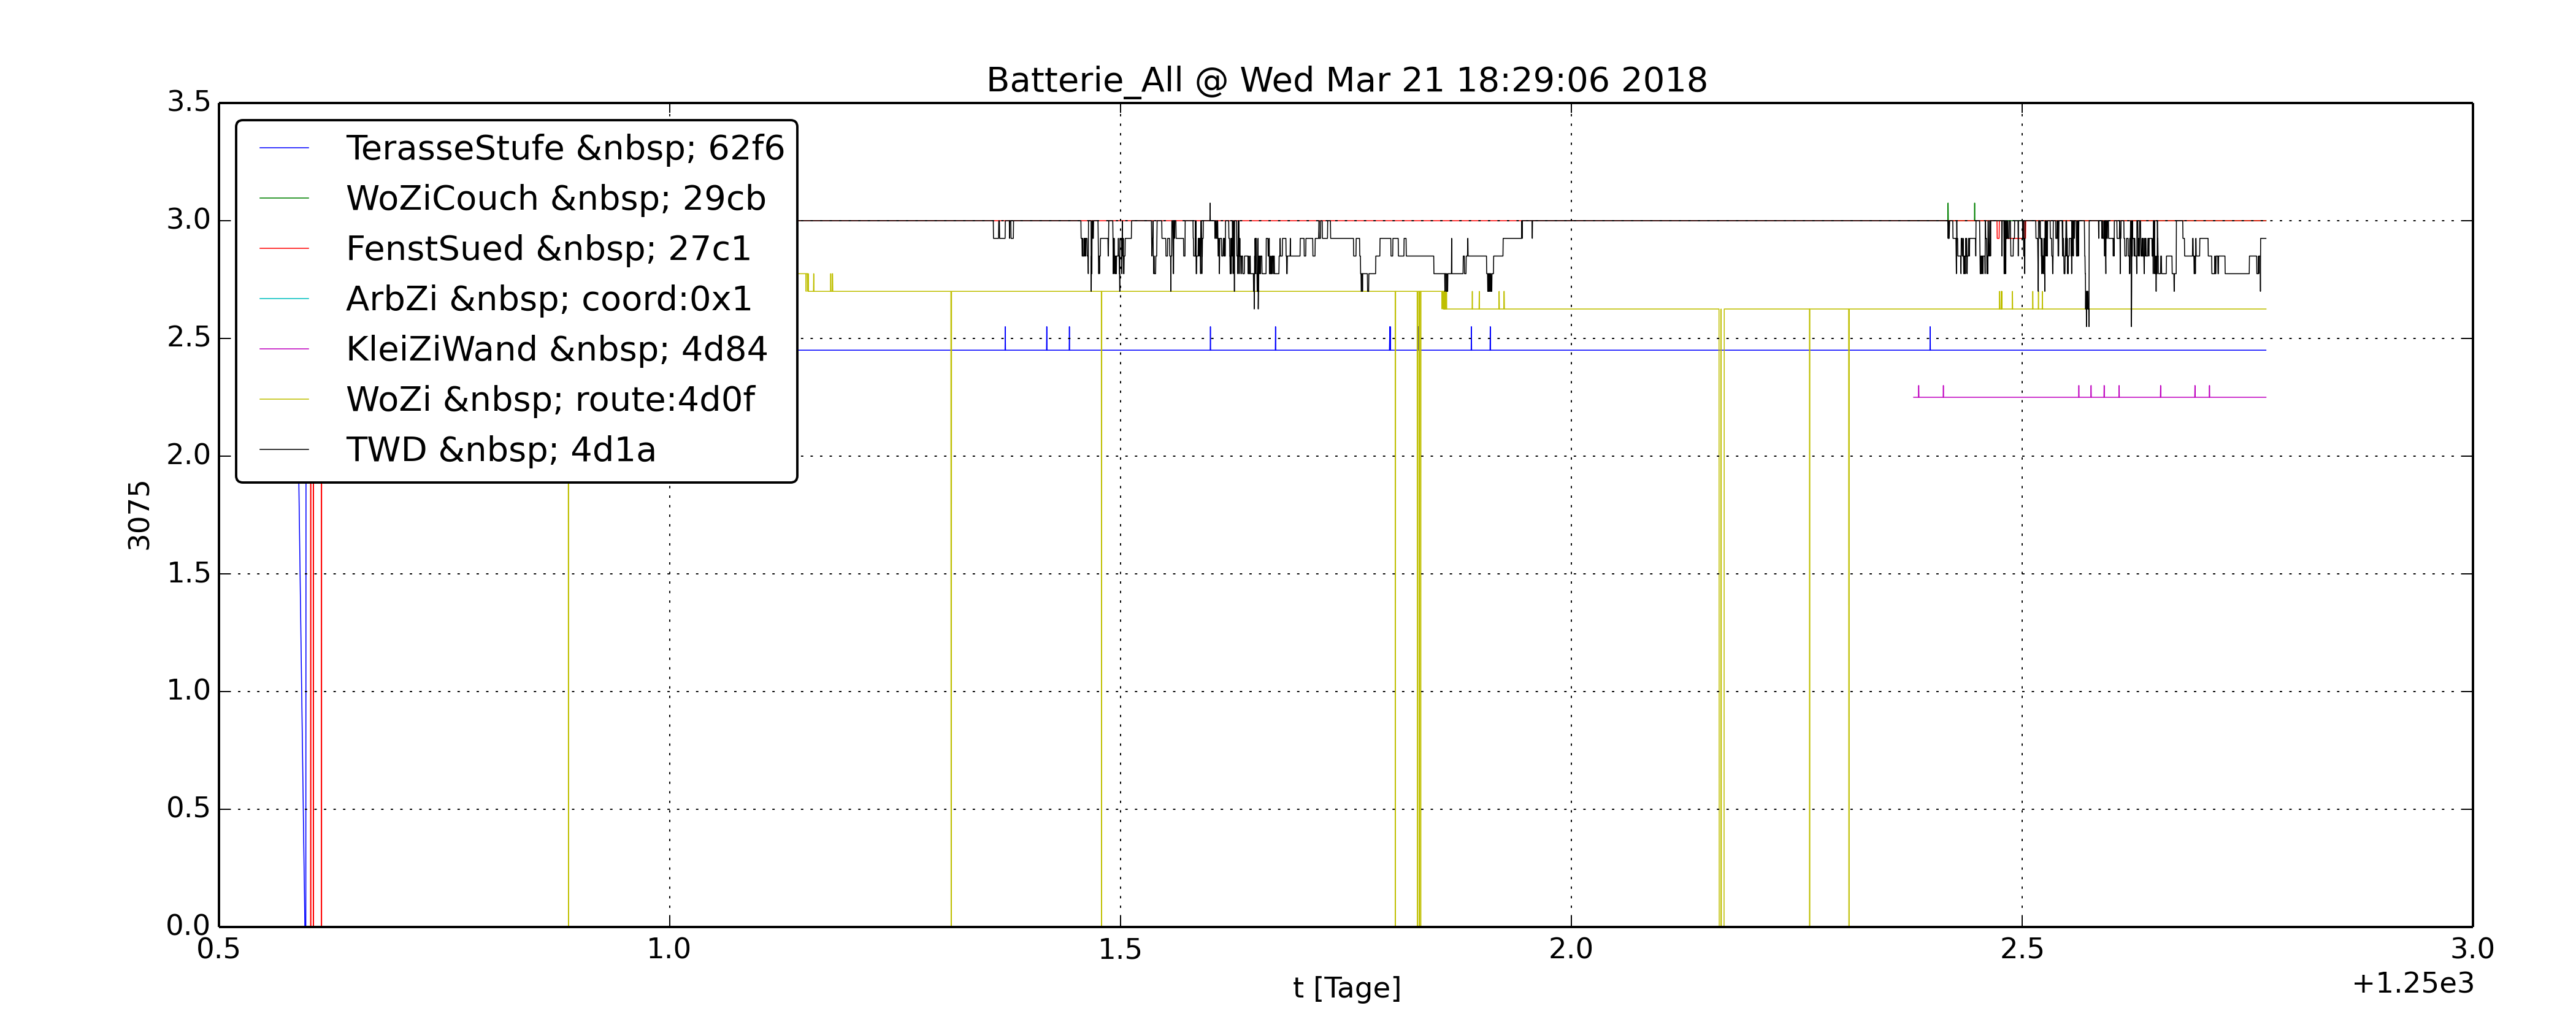 Batterie_All @ Wed Mar 21 18:29:06 2018
3.5
3.0
2.5
2.0
1.5
1.0
0.5
0.0
3075
TerasseStufe &nbsp; 62f6
WoZiCouch &nbsp; 29cb
FenstSued &nbsp; 27c1
ArbZi &nbsp; coord:0x1
KleiZiWand &nbsp; 4d84
WoZi &nbsp; route:4d0f
TWD &nbsp; 4d1a
0.5 1.0 1.5 2.0 2.5 3.0
+1.25e3
t [Tage]